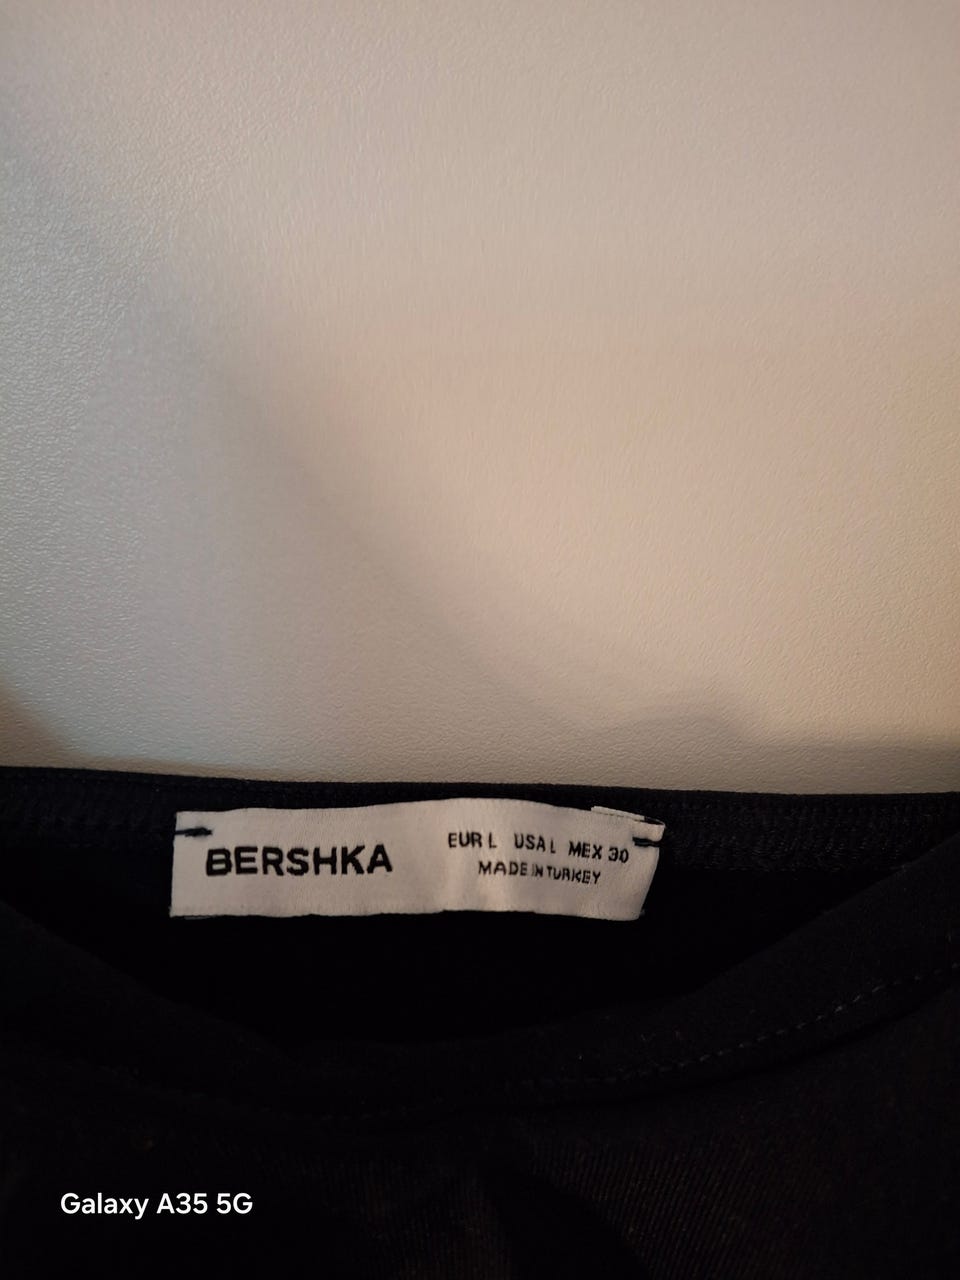 BERSHKA
EUR L USA L MEX 30
MADE IN TURKEY
Galaxy A35 5G